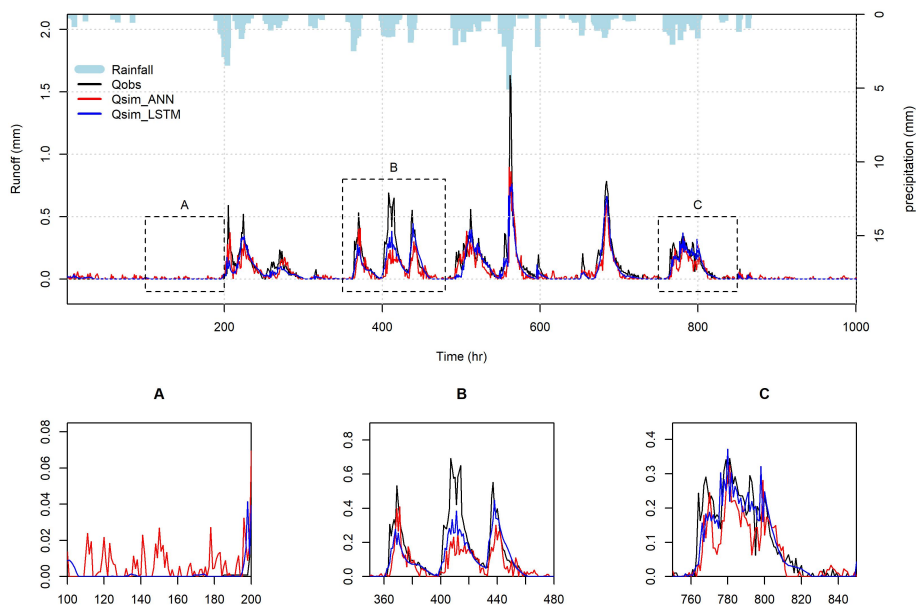 Rainfall
Qobs
Qsim_ANN
Qsim_LSTM
Runoff (mm)
0.0 0.5 1.0 1.5 2.0
precipitation (mm)
0 5 10 15
A B C
200 400 600 800 1000
Time (hr)
A
0.00 0.02 0.04 0.06 0.08
100 120 140 160 180 200
B
0.0 0.2 0.4 0.6 0.8
360 400 440 480
C
0.0 0.1 0.2 0.3 0.4
760 780 800 820 840